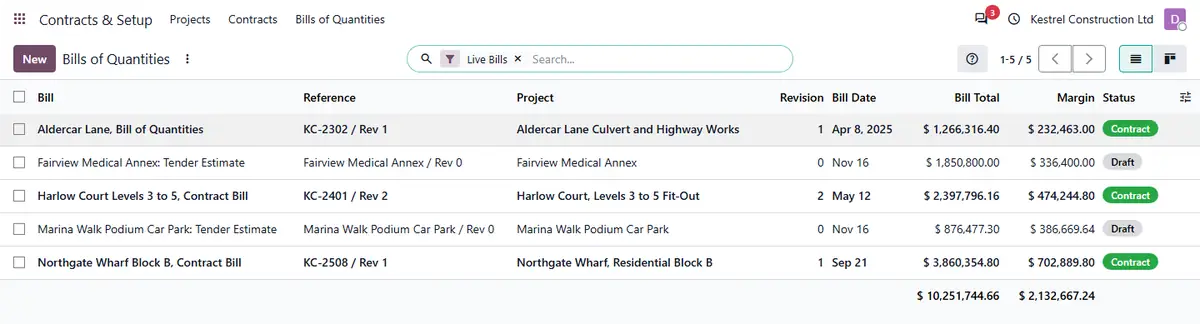 Contracts & Setup Projects Contracts Bills of Quantities 3 Kestrel Construction Ltd D
New Bills of Quantities Live Bills × Search... 1-5 / 5
Bill Reference Project Revision Bill Date Bill Total Margin Status
Aldercar Lane, Bill of Quantities KC-2302 / Rev 1 Aldercar Lane Culvert and Highway Works 1 Apr 8, 2025 $ 1,266,316.40 $ 232,463.00 Contract
Fairview Medical Annex: Tender Estimate Fairview Medical Annex / Rev 0 Fairview Medical Annex 0 Nov 16 $ 1,850,800.00 $ 336,400.00 Draft
Harlow Court Levels 3 to 5, Contract Bill KC-2401 / Rev 2 Harlow Court, Levels 3 to 5 Fit-Out 2 May 12 $ 2,397,796.16 $ 474,244.80 Contract
Marina Walk Podium Car Park: Tender Estimate Marina Walk Podium Car Park / Rev 0 Marina Walk Podium Car Park 0 Nov 16 $ 876,477.30 $ 386,669.64 Draft
Northgate Wharf Block B, Contract Bill KC-2508 / Rev 1 Northgate Wharf, Residential Block B 1 Sep 21 $ 3,860,354.80 $ 702,889.80 Contract
$ 10,251,744.66 $ 2,132,667.24